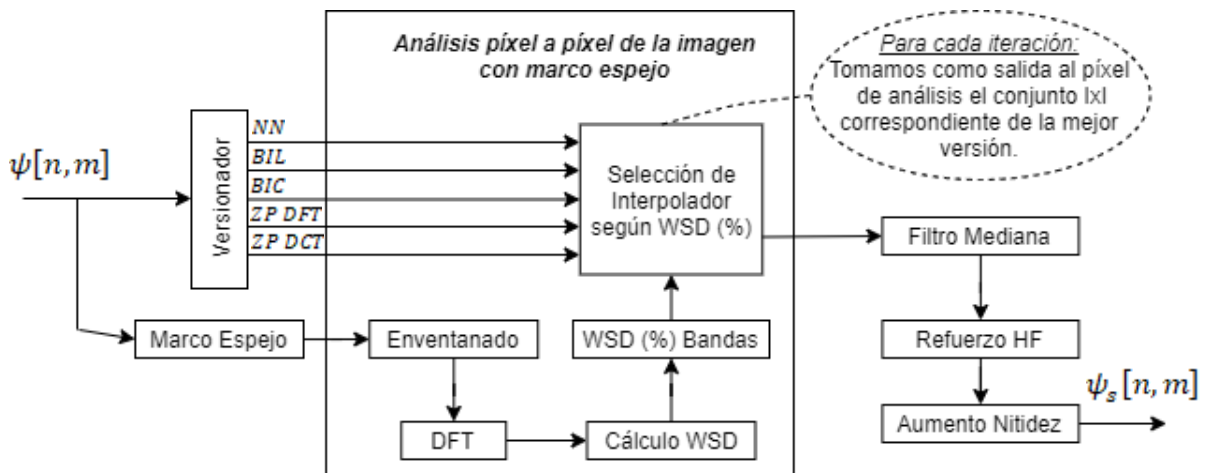 Análisis píxel a píxel de la imagen
con marco espejo
Para cada iteración:
Tomamos como salida al píxel
de análisis el conjunto lxl
correspondiente de la mejor
versión.
ψ[n, m]
Versionador
NN
BIL
BIC
ZP DFT
ZP DCT
Selección de
Interpolador
según WSD (%)
Filtro Mediana
Marco Espejo
Enventanado
WSD (%) Bandas
Refuerzo HF
DFT
Cálculo WSD
Aumento Nitidez
ψₛ[n, m]